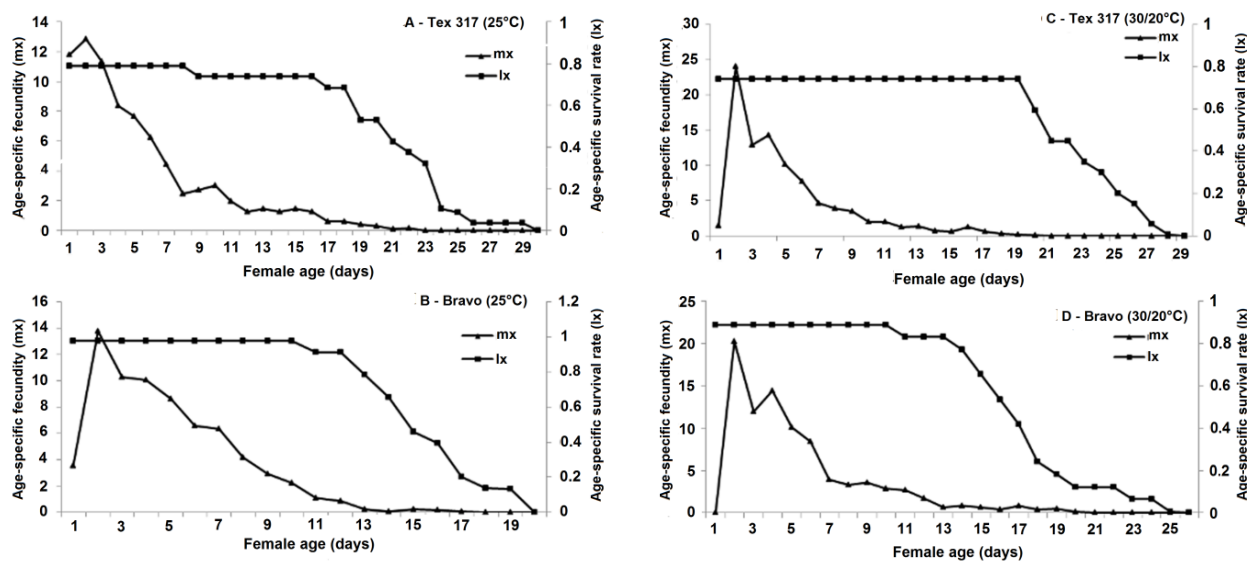 A - Tex 317 (25°C)
Age-specific fecundity (mx)
14
12
10
8
6
4
2
0
mx
lx
1
0.8
0.6
0.4
0.2
0
Age-specific survival rate (lx)
1 3 5 7 9 11 13 15 17 19 21 23 25 27 29
Female age (days)
C - Tex 317 (30/20°C)
Age-specific fecundity (mx)
30
25
20
15
10
5
0
mx
lx
1
0.8
0.6
0.4
0.2
0
Age-specific survival rate (lx)
1 3 5 7 9 11 13 15 17 19 21 23 25 27 29
Female age (days)
B - Bravo (25°C)
Age-specific fecundity (mx)
16
14
12
10
8
6
4
2
0
mx
lx
1.2
1
0.8
0.6
0.4
0.2
0
Age-specific survival rate (lx)
1 3 5 7 9 11 13 15 17 19
Female age (days)
D - Bravo (30/20°C)
Age-specific fecundity (mx)
25
20
15
10
5
0
mx
lx
1
0.8
0.6
0.4
0.2
0
Age-specific survival rate (lx)
1 3 5 7 9 11 13 15 17 19 21 23 25
Female age (days)